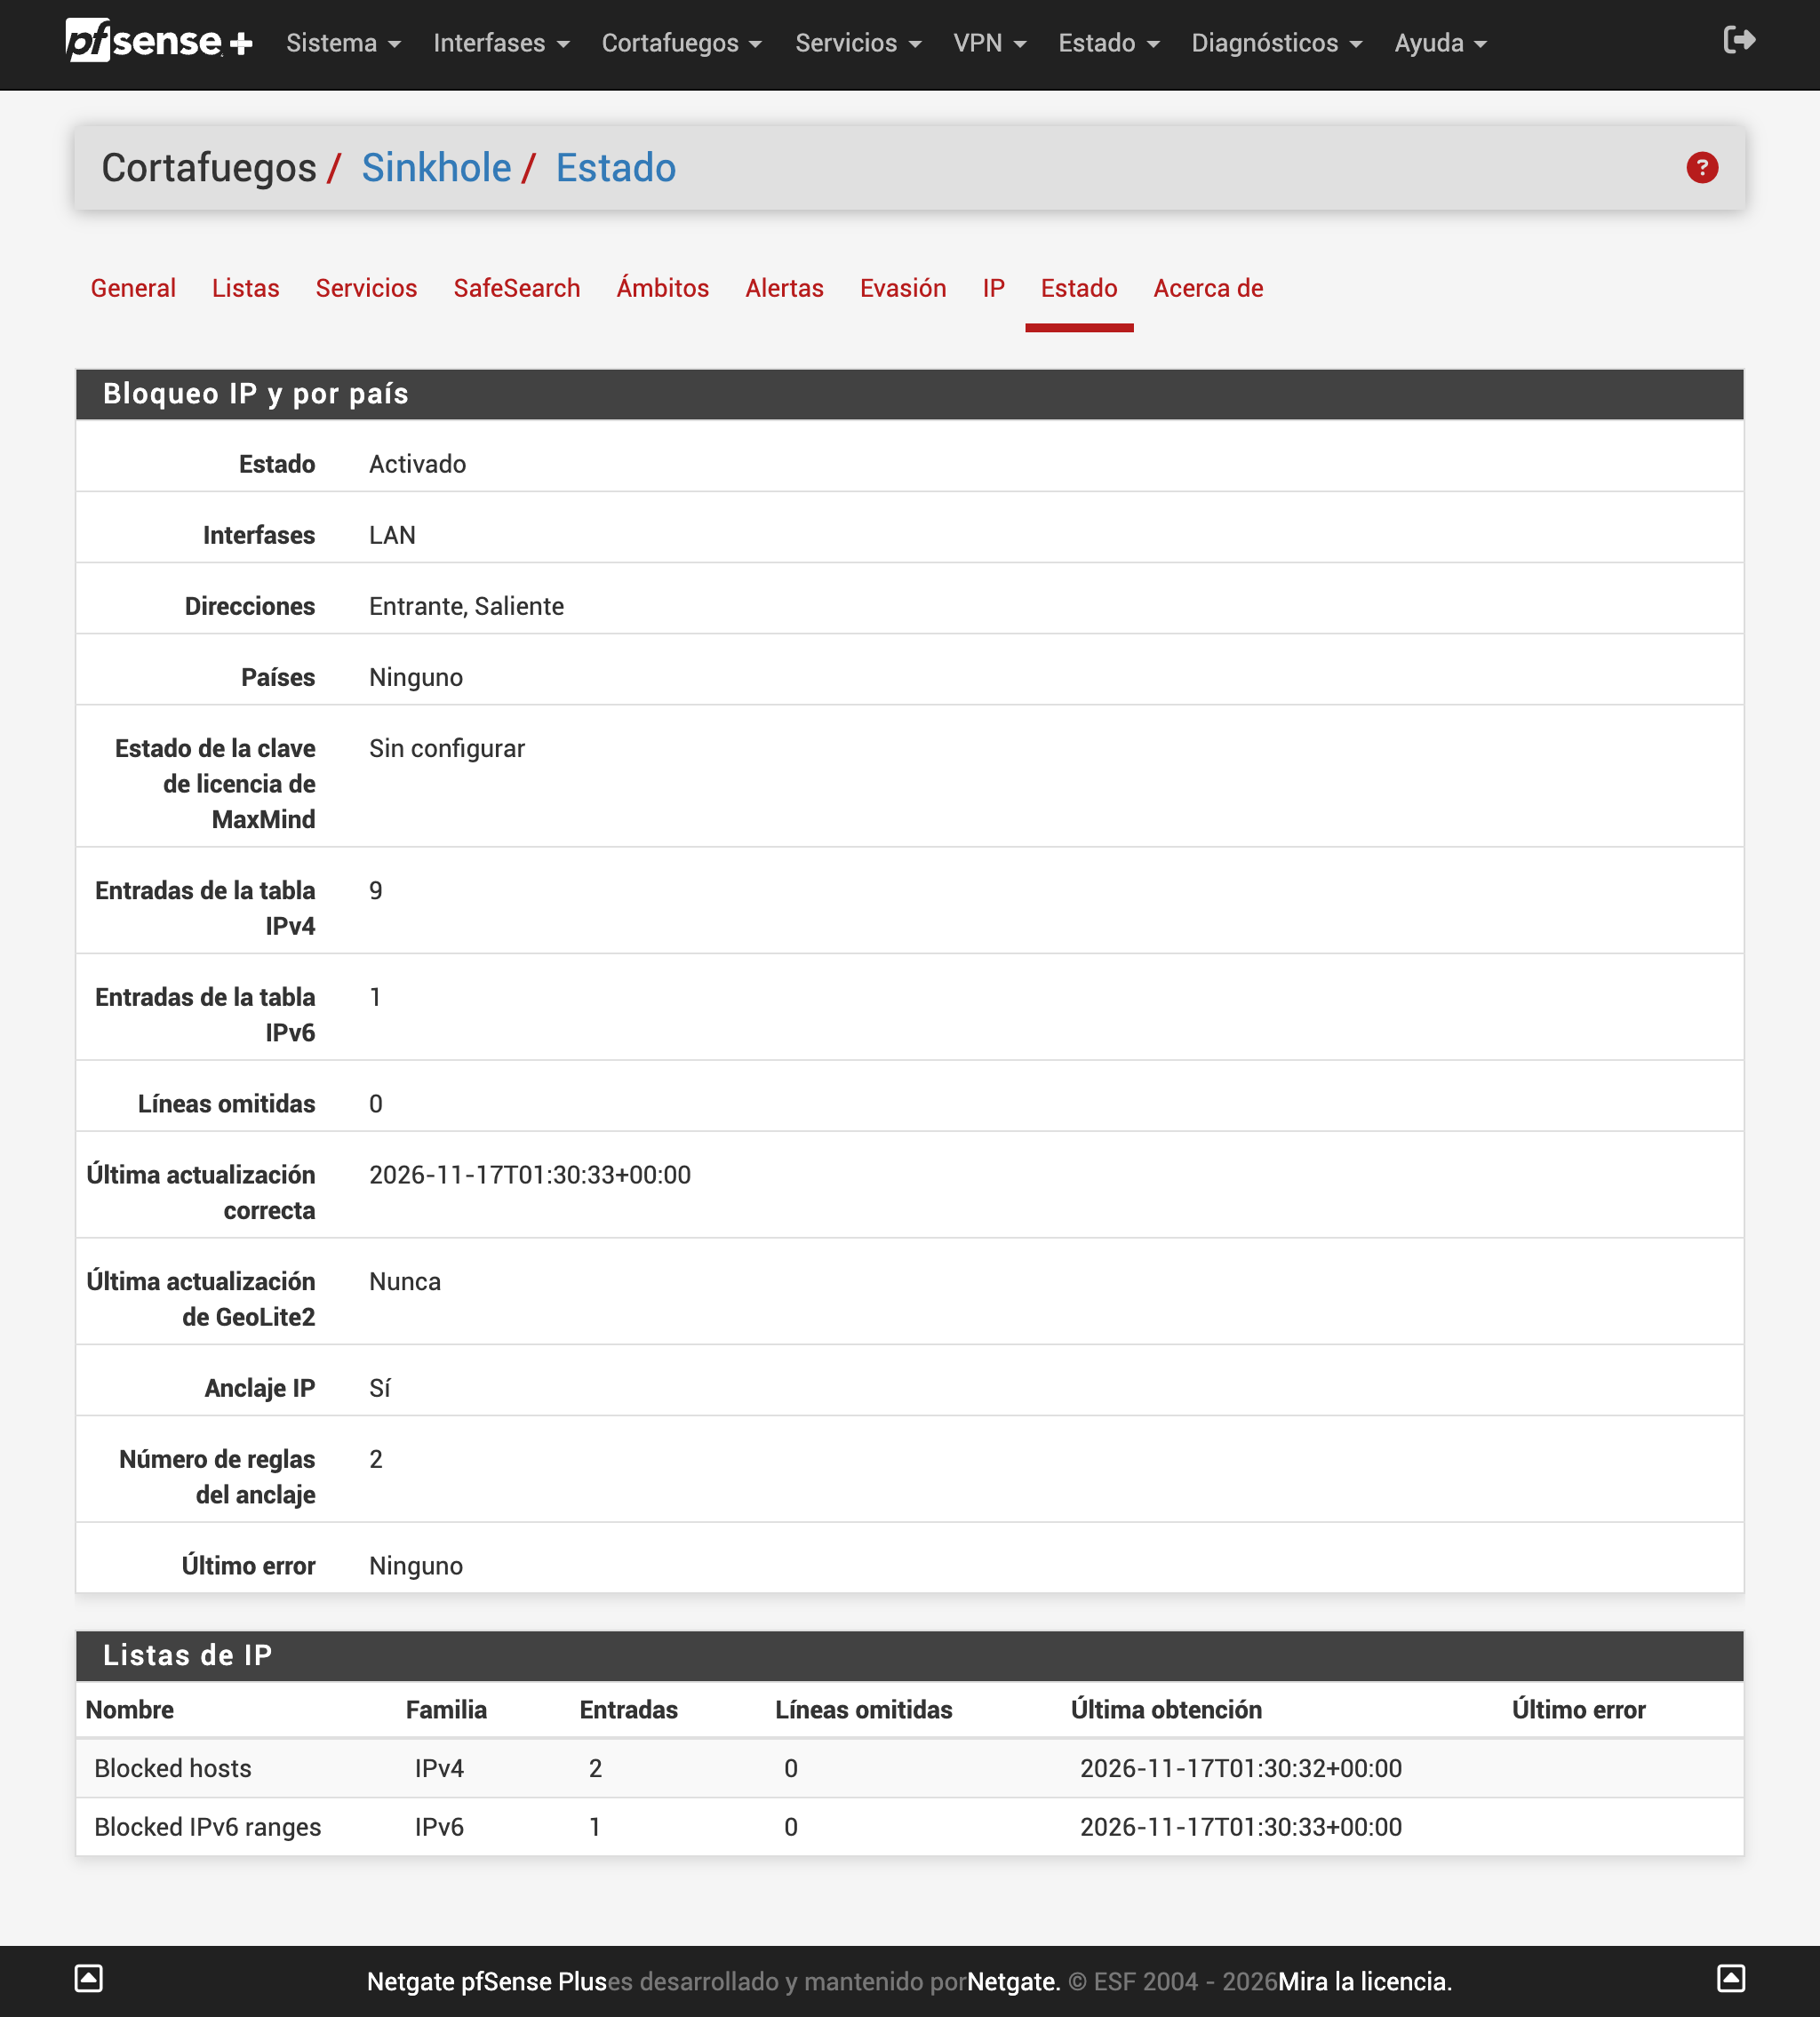 pfsense+ Sistema Interfases Cortafuegos Servicios VPN Estado Diagnósticos Ayuda
Cortafuegos / Sinkhole / Estado ?
General Listas Servicios SafeSearch Ámbitos Alertas Evasión IP Estado Acerca de
Bloqueo IP y por país
Estado Activado
Interfases LAN
Direcciones Entrante, Saliente
Países Ninguno
Estado de la clave Sin configurar
de licencia de
MaxMind
Entradas de la tabla 9
IPv4
Entradas de la tabla 1
IPv6
Líneas omitidas 0
Última actualización 2026-11-17T01:30:33+00:00
correcta
Última actualización Nunca
de GeoLite2
Anclaje IP Sí
Número de reglas 2
del anclaje
Último error Ninguno
Listas de IP
Nombre Familia Entradas Líneas omitidas Última obtención Último error
Blocked hosts IPv4 2 0 2026-11-17T01:30:32+00:00
Blocked IPv6 ranges IPv6 1 0 2026-11-17T01:30:33+00:00
Netgate pfSense Pluses desarrollado y mantenido porNetgate. © ESF 2004 - 2026Mira la licencia.